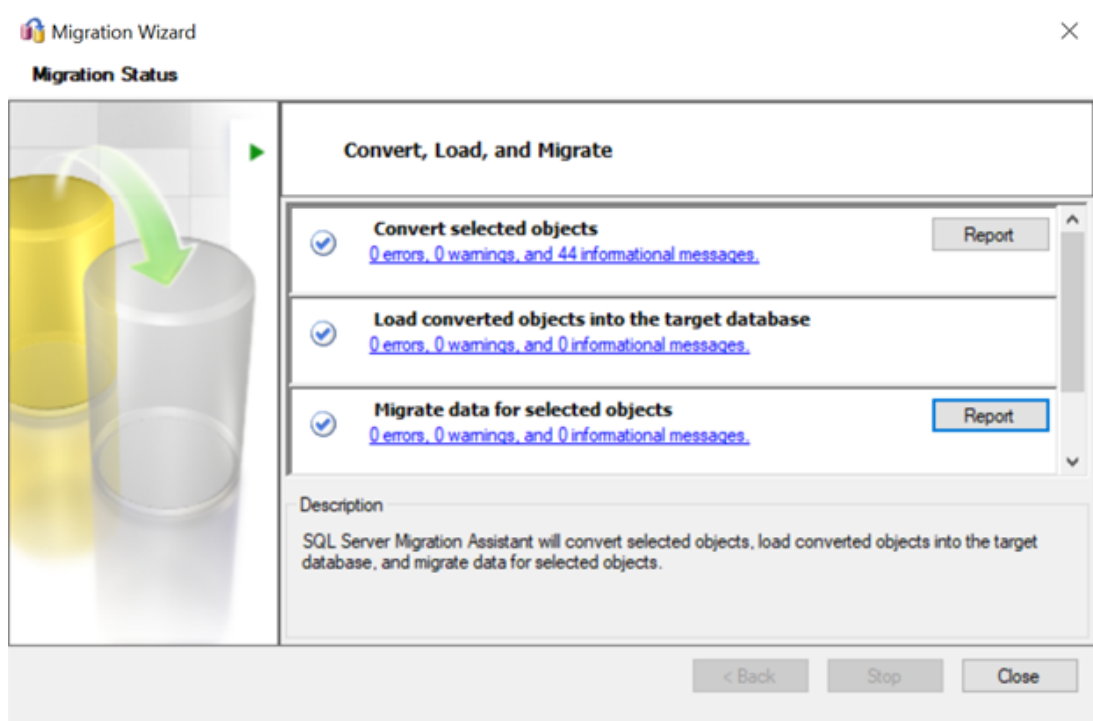 Migration Wizard
Migration Status
Convert, Load, and Migrate
Convert selected objects
0 errors, 0 warnings, and 44 informational messages.
Report
Load converted objects into the target database
0 errors, 0 warnings, and 0 informational messages.
Migrate data for selected objects
0 errors, 0 warnings, and 0 informational messages.
Report
Description
SQL Server Migration Assistant will convert selected objects, load converted objects into the target
database, and migrate data for selected objects.
< Back
Stop
Close